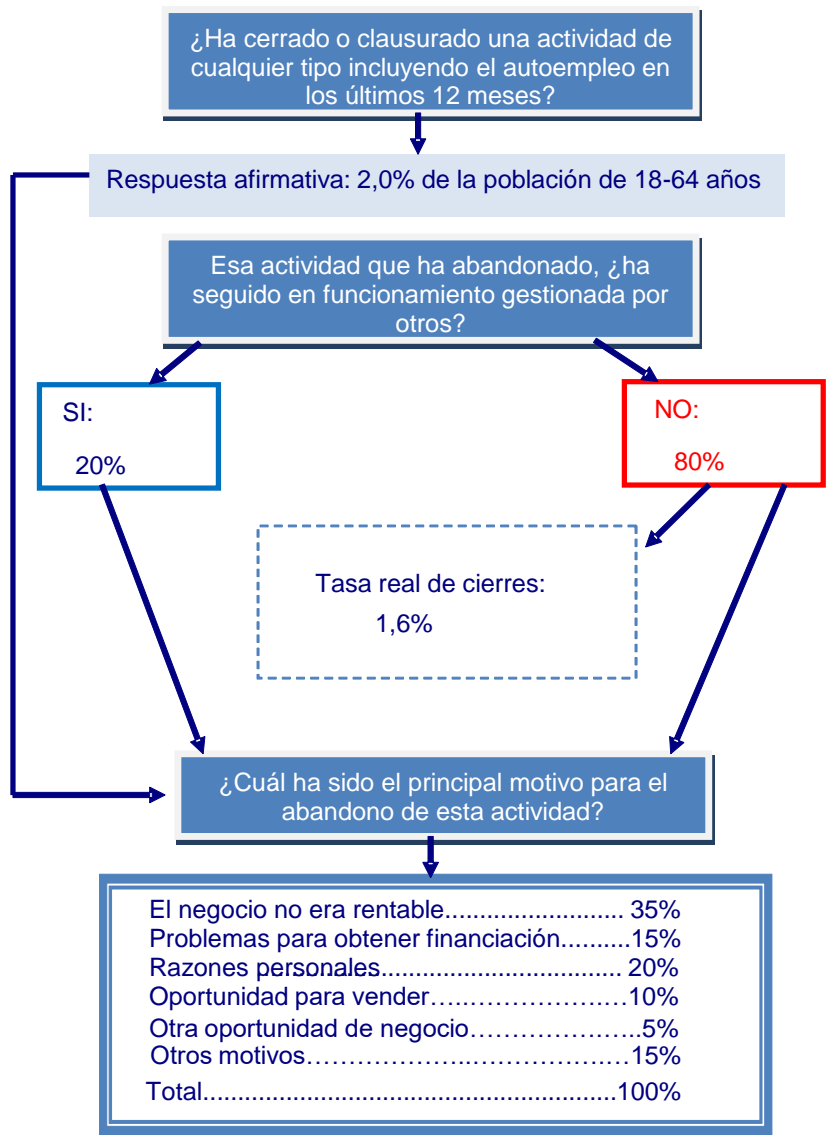 ¿Ha cerrado o clausurado una actividad de
cualquier tipo incluyendo el autoempleo en
los últimos 12 meses?
Respuesta afirmativa: 2,0% de la población de 18-64 años
Esa actividad que ha abandonado, ¿ha
seguido en funcionamiento gestionada por
otros?
SI:
20%
NO:
80%
Tasa real de cierres:
1,6%
¿Cuál ha sido el principal motivo para el
abandono de esta actividad?
El negocio no era rentable.......................... 35%
Problemas para obtener financiación..........15%
Razones personales................................... 20%
Oportunidad para vender…........………......10%
Otra oportunidad de negocio……………….....5%
Otros motivos……………......…………….....15%
Total............................................................100%